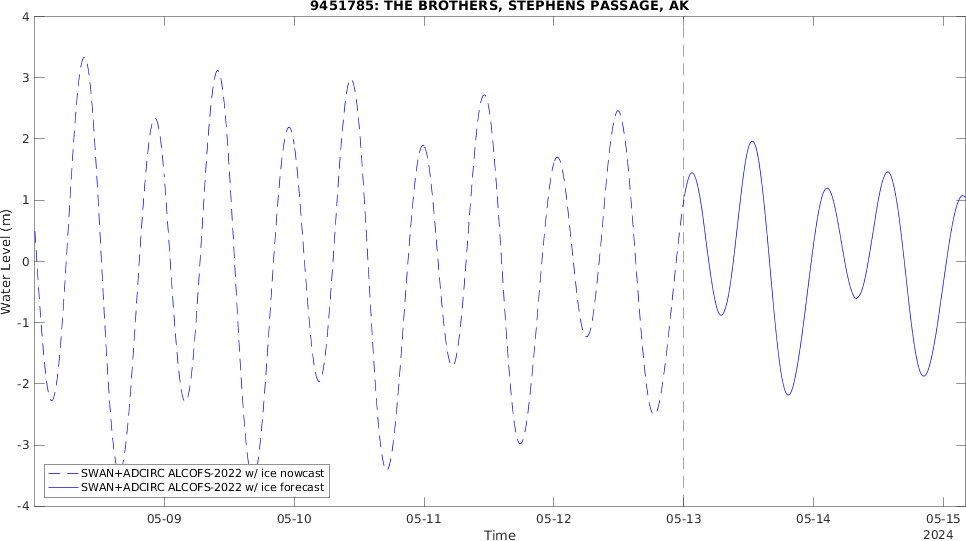 9451785: THE BROTHERS, STEPHENS PASSAGE, AK
4
3
2
1
0
-1
-2
-3
-4
Water Level (m)
SWAN+ADCIRC ALCOFS-2022 w/ ice nowcast
SWAN+ADCIRC ALCOFS-2022 w/ ice forecast
05-09 05-10 05-11 05-12 05-13 05-14 05-15
Time
2024